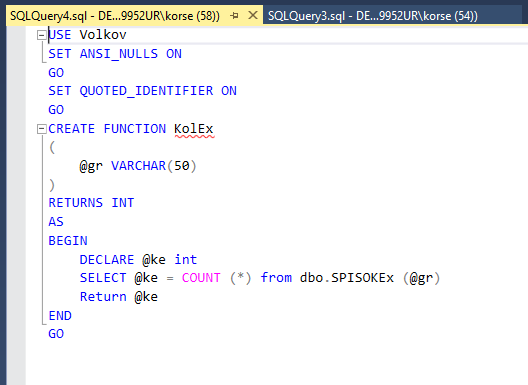 SQLQuery4.sql - DE...9952UR\korse (58)) SQLQuery3.sql - DE...9952UR\korse (54))
USE Volkov
SET ANSI_NULLS ON
GO
SET QUOTED_IDENTIFIER ON
GO
CREATE FUNCTION KolEx
(
    @gr VARCHAR(50)
)
RETURNS INT
AS
BEGIN
    DECLARE @ke int
    SELECT @ke = COUNT (*) from dbo.SPISOKEx (@gr)
    Return @ke
END
GO